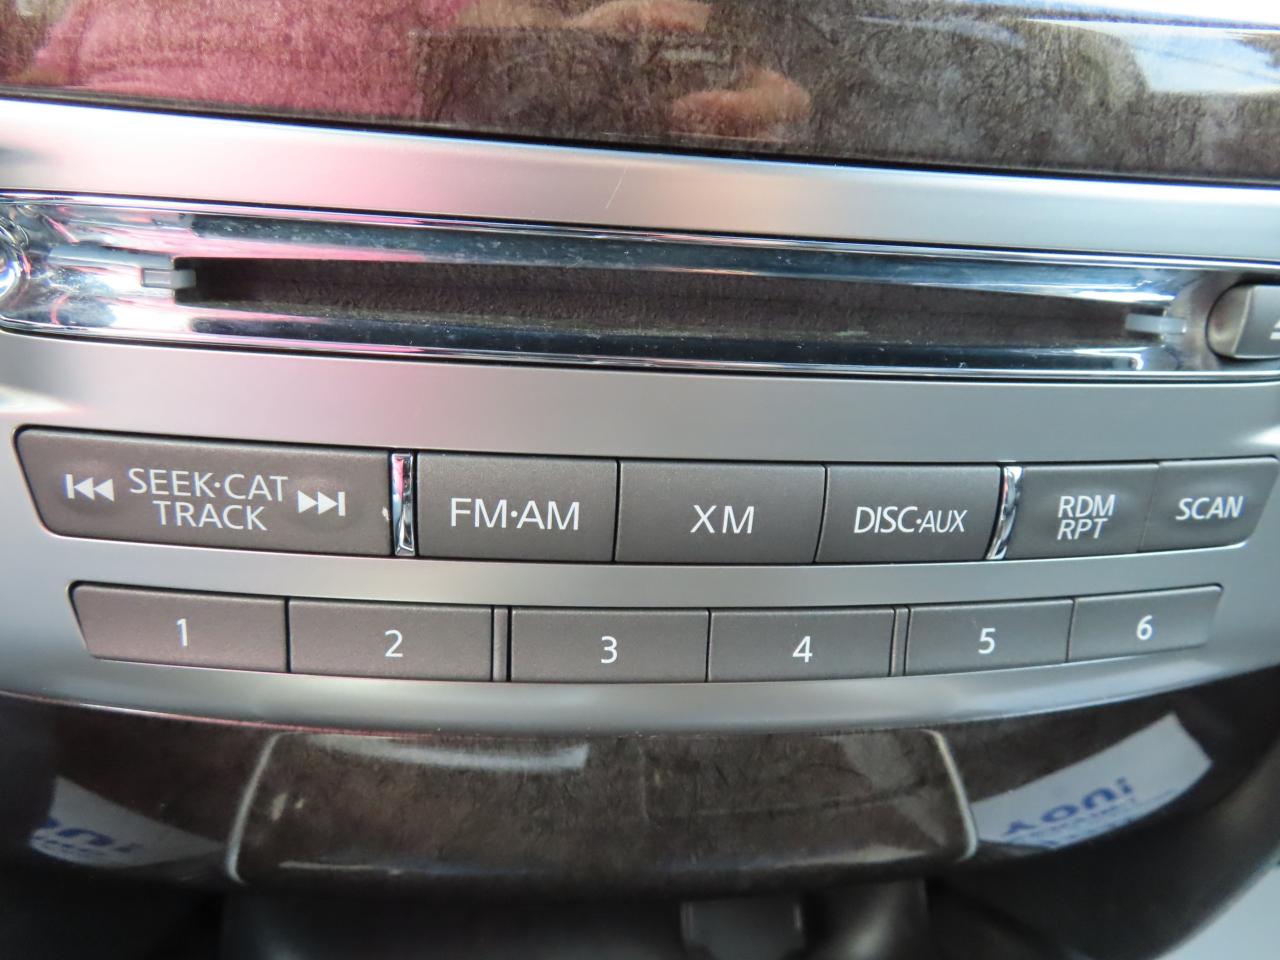 SEEK·CAT
TRACK
FM·AM
XM
DISC·AUX
RDM
RPT
SCAN
1
2
3
4
5
6